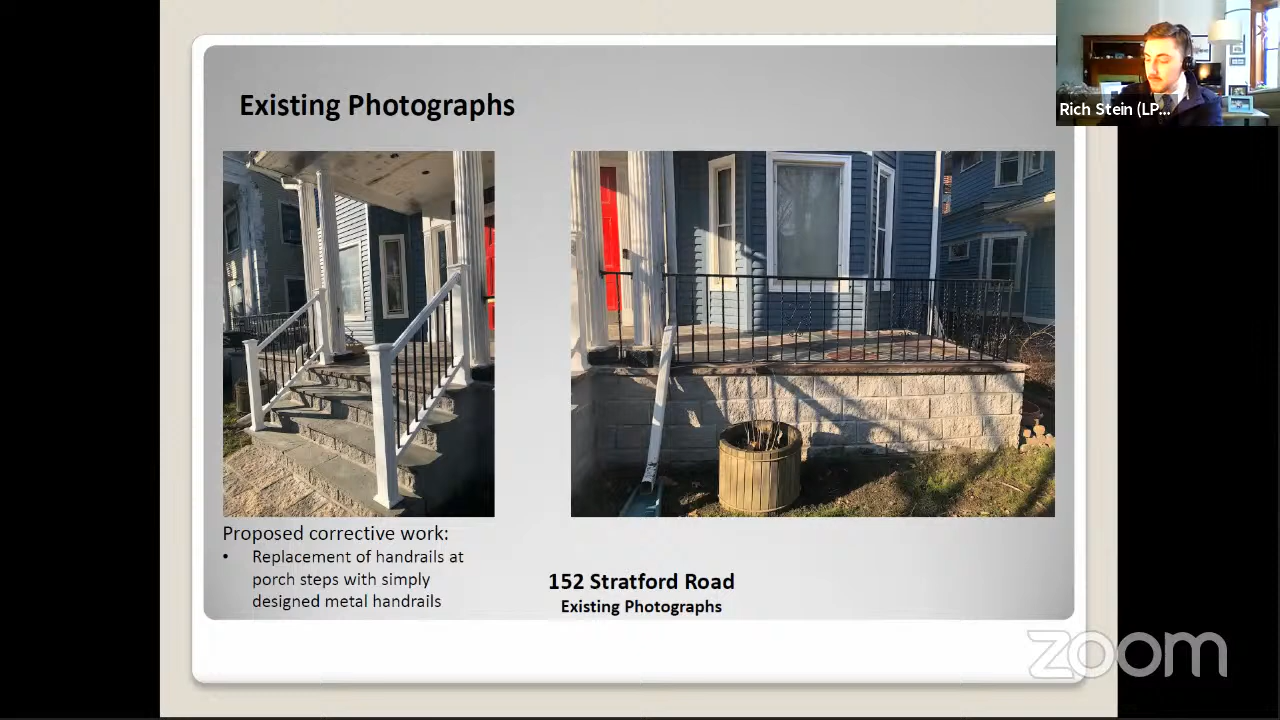 Existing Photographs
Rich Stein (LP...
Proposed corrective work:
• Replacement of handrails at
porch steps with simply
designed metal handrails
152 Stratford Road
Existing Photographs
zoom